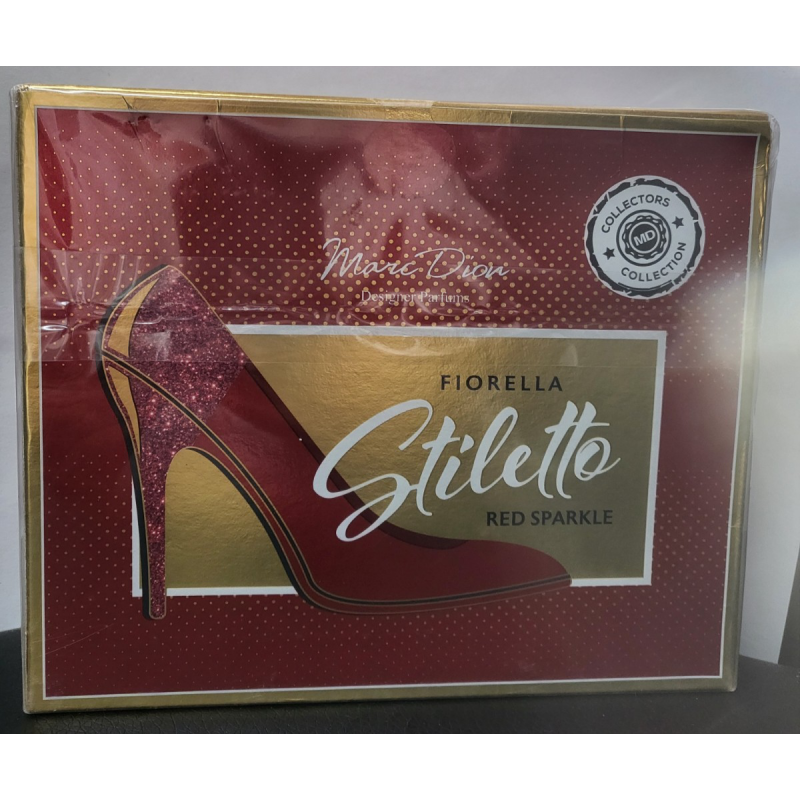 COLLECTORS
MD
COLLECTION
Marc Dion
Designer Parfums
FIORELLA
Stiletto
RED SPARKLE